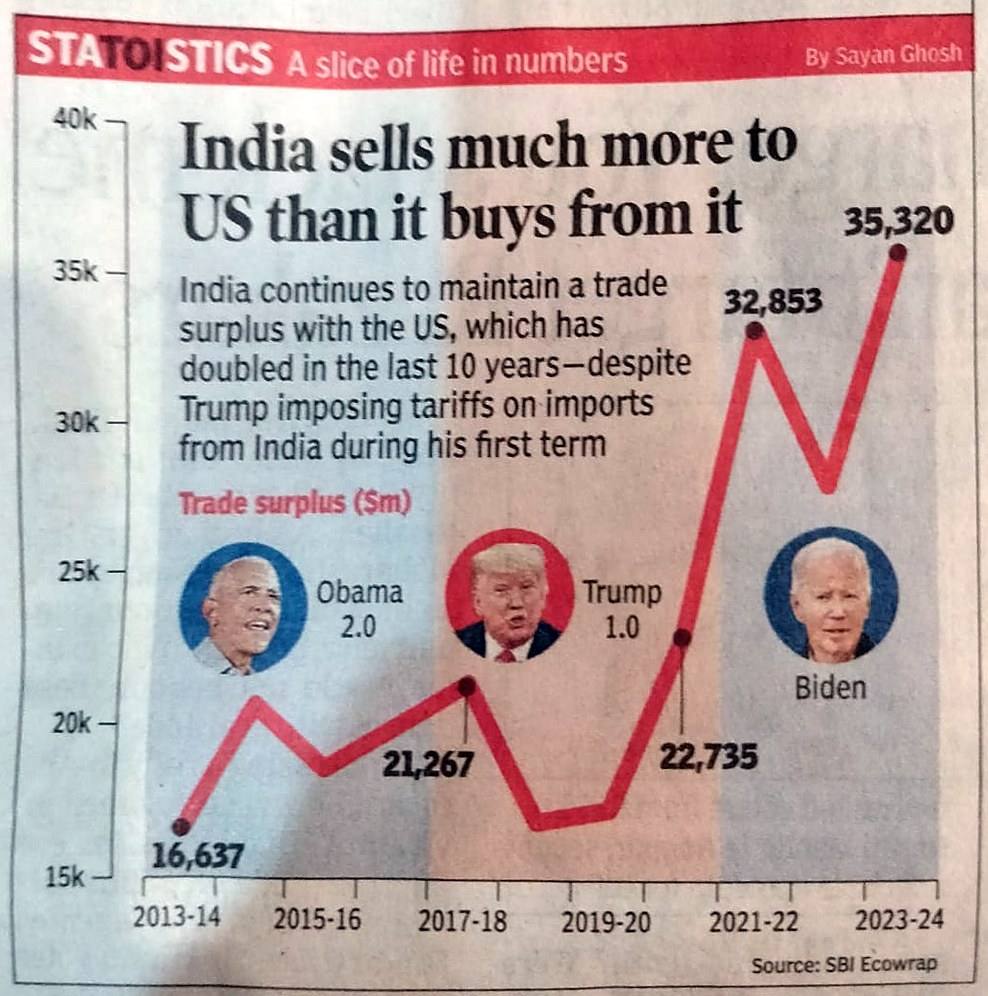 STATOISTICS A slice of life in numbers
By Sayan Ghosh
India sells much more to
US than it buys from it
India continues to maintain a trade
surplus with the US, which has
doubled in the last 10 years—despite
Trump imposing tariffs on imports
from India during his first term
Trade surplus ($m)
40k
35k
30k
25k
20k
15k
35,320
32,853
Obama
2.0
Trump
1.0
Biden
21,267
22,735
16,637
2013-14
2015-16
2017-18
2019-20
2021-22
2023-24
Source: SBI Ecowrap